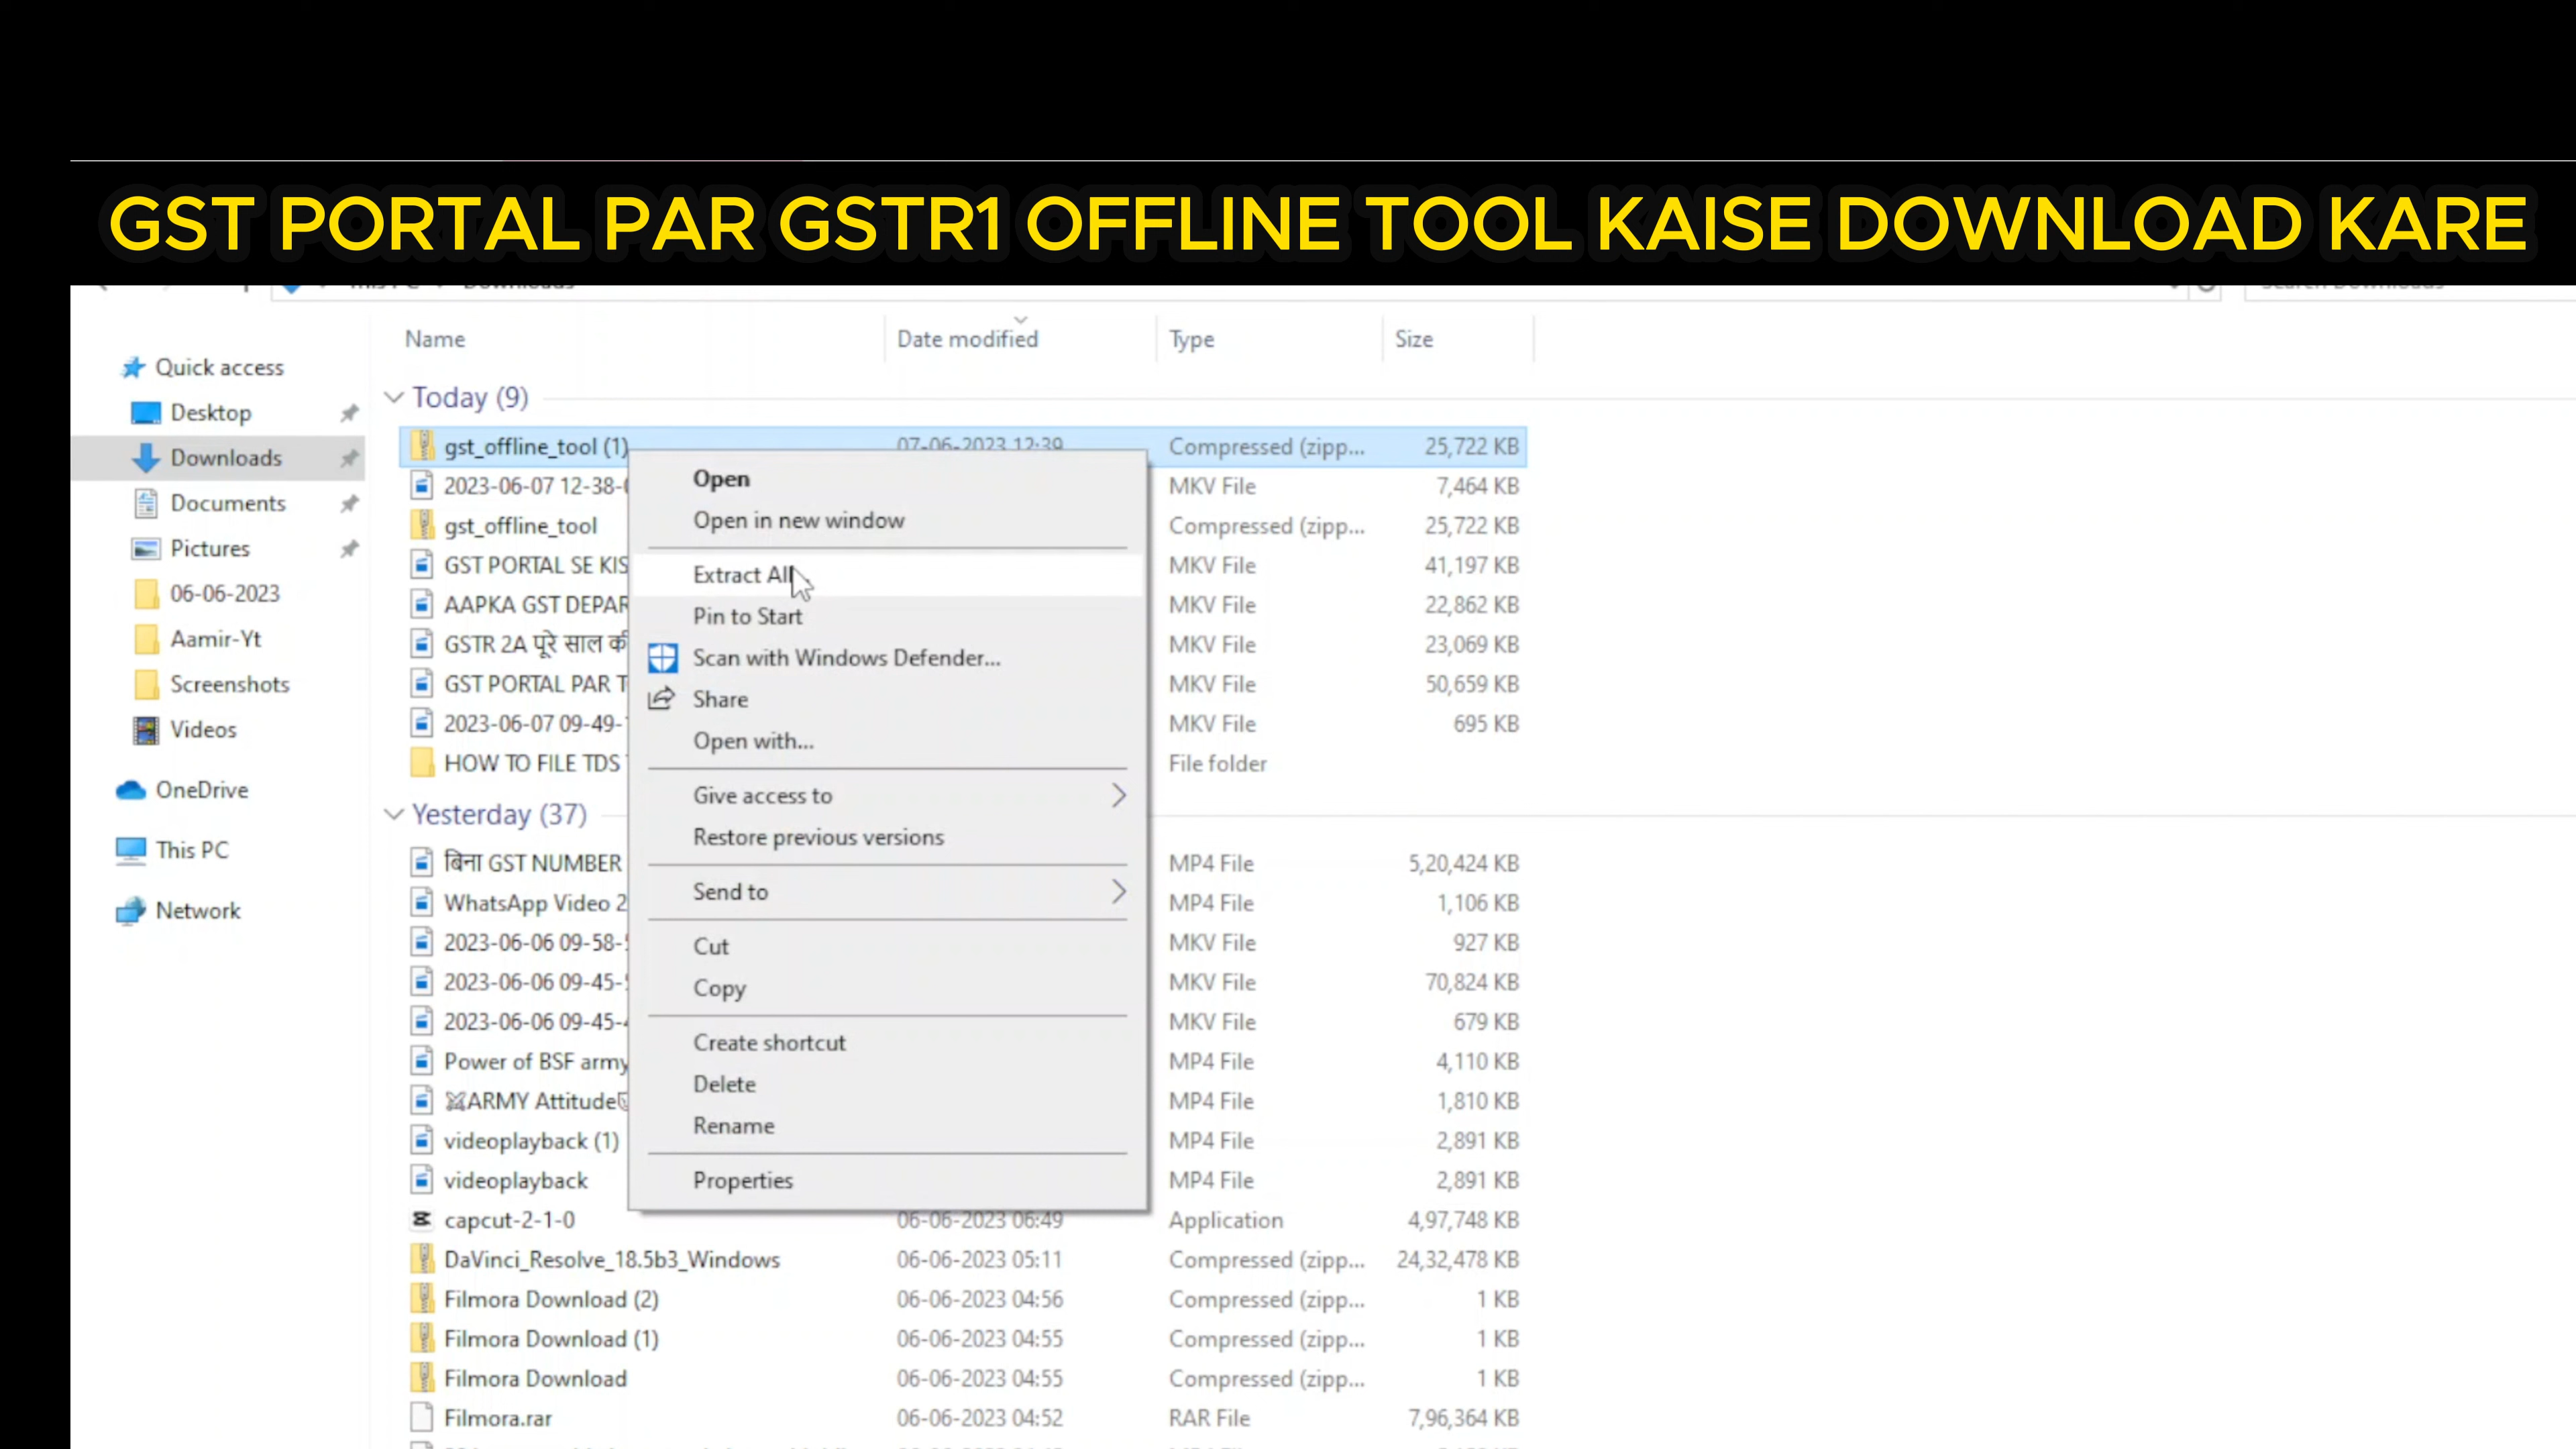 GST PORTAL PAR GSTR1 OFFLINE TOOL KAISE DOWNLOAD KARE
This PC Downloads
Search Downloads
Name Date modified Type Size
Quick access
Desktop
Downloads
Documents
Pictures
06-06-2023
Aamir-Yt
Screenshots
Videos
OneDrive
This PC
Network
Today (9)
gst_offline_tool (1) 07-06-2023 12:39 Compressed (zipp... 25,722 KB
2023-06-07 12-38- MKV File 7,464 KB
gst_offline_tool Compressed (zipp... 25,722 KB
GST PORTAL SE KIS MKV File 41,197 KB
AAPKA GST DEPAR MKV File 22,862 KB
GSTR 2A पूरे साल की MKV File 23,069 KB
GST PORTAL PAR T MKV File 50,659 KB
2023-06-07 09-49- MKV File 695 KB
HOW TO FILE TDS File folder
Yesterday (37)
बिना GST NUMBER MP4 File 5,20,424 KB
WhatsApp Video 2 MP4 File 1,106 KB
2023-06-06 09-58- MKV File 927 KB
2023-06-06 09-45- MKV File 70,824 KB
2023-06-06 09-45- MKV File 679 KB
Power of BSF army MP4 File 4,110 KB
⚔ARMY Attitude MP4 File 1,810 KB
videoplayback (1) MP4 File 2,891 KB
videoplayback MP4 File 2,891 KB
capcut-2-1-0 06-06-2023 06:49 Application 4,97,748 KB
DaVinci_Resolve_18.5b3_Windows 06-06-2023 05:11 Compressed (zipp... 24,32,478 KB
Filmora Download (2) 06-06-2023 04:56 Compressed (zipp... 1 KB
Filmora Download (1) 06-06-2023 04:55 Compressed (zipp... 1 KB
Filmora Download 06-06-2023 04:55 Compressed (zipp... 1 KB
Filmora.rar 06-06-2023 04:52 RAR File 7,96,364 KB
Open
Open in new window
Extract All
Pin to Start
Scan with Windows Defender...
Share
Open with...
Give access to
Restore previous versions
Send to
Cut
Copy
Create shortcut
Delete
Rename
Properties